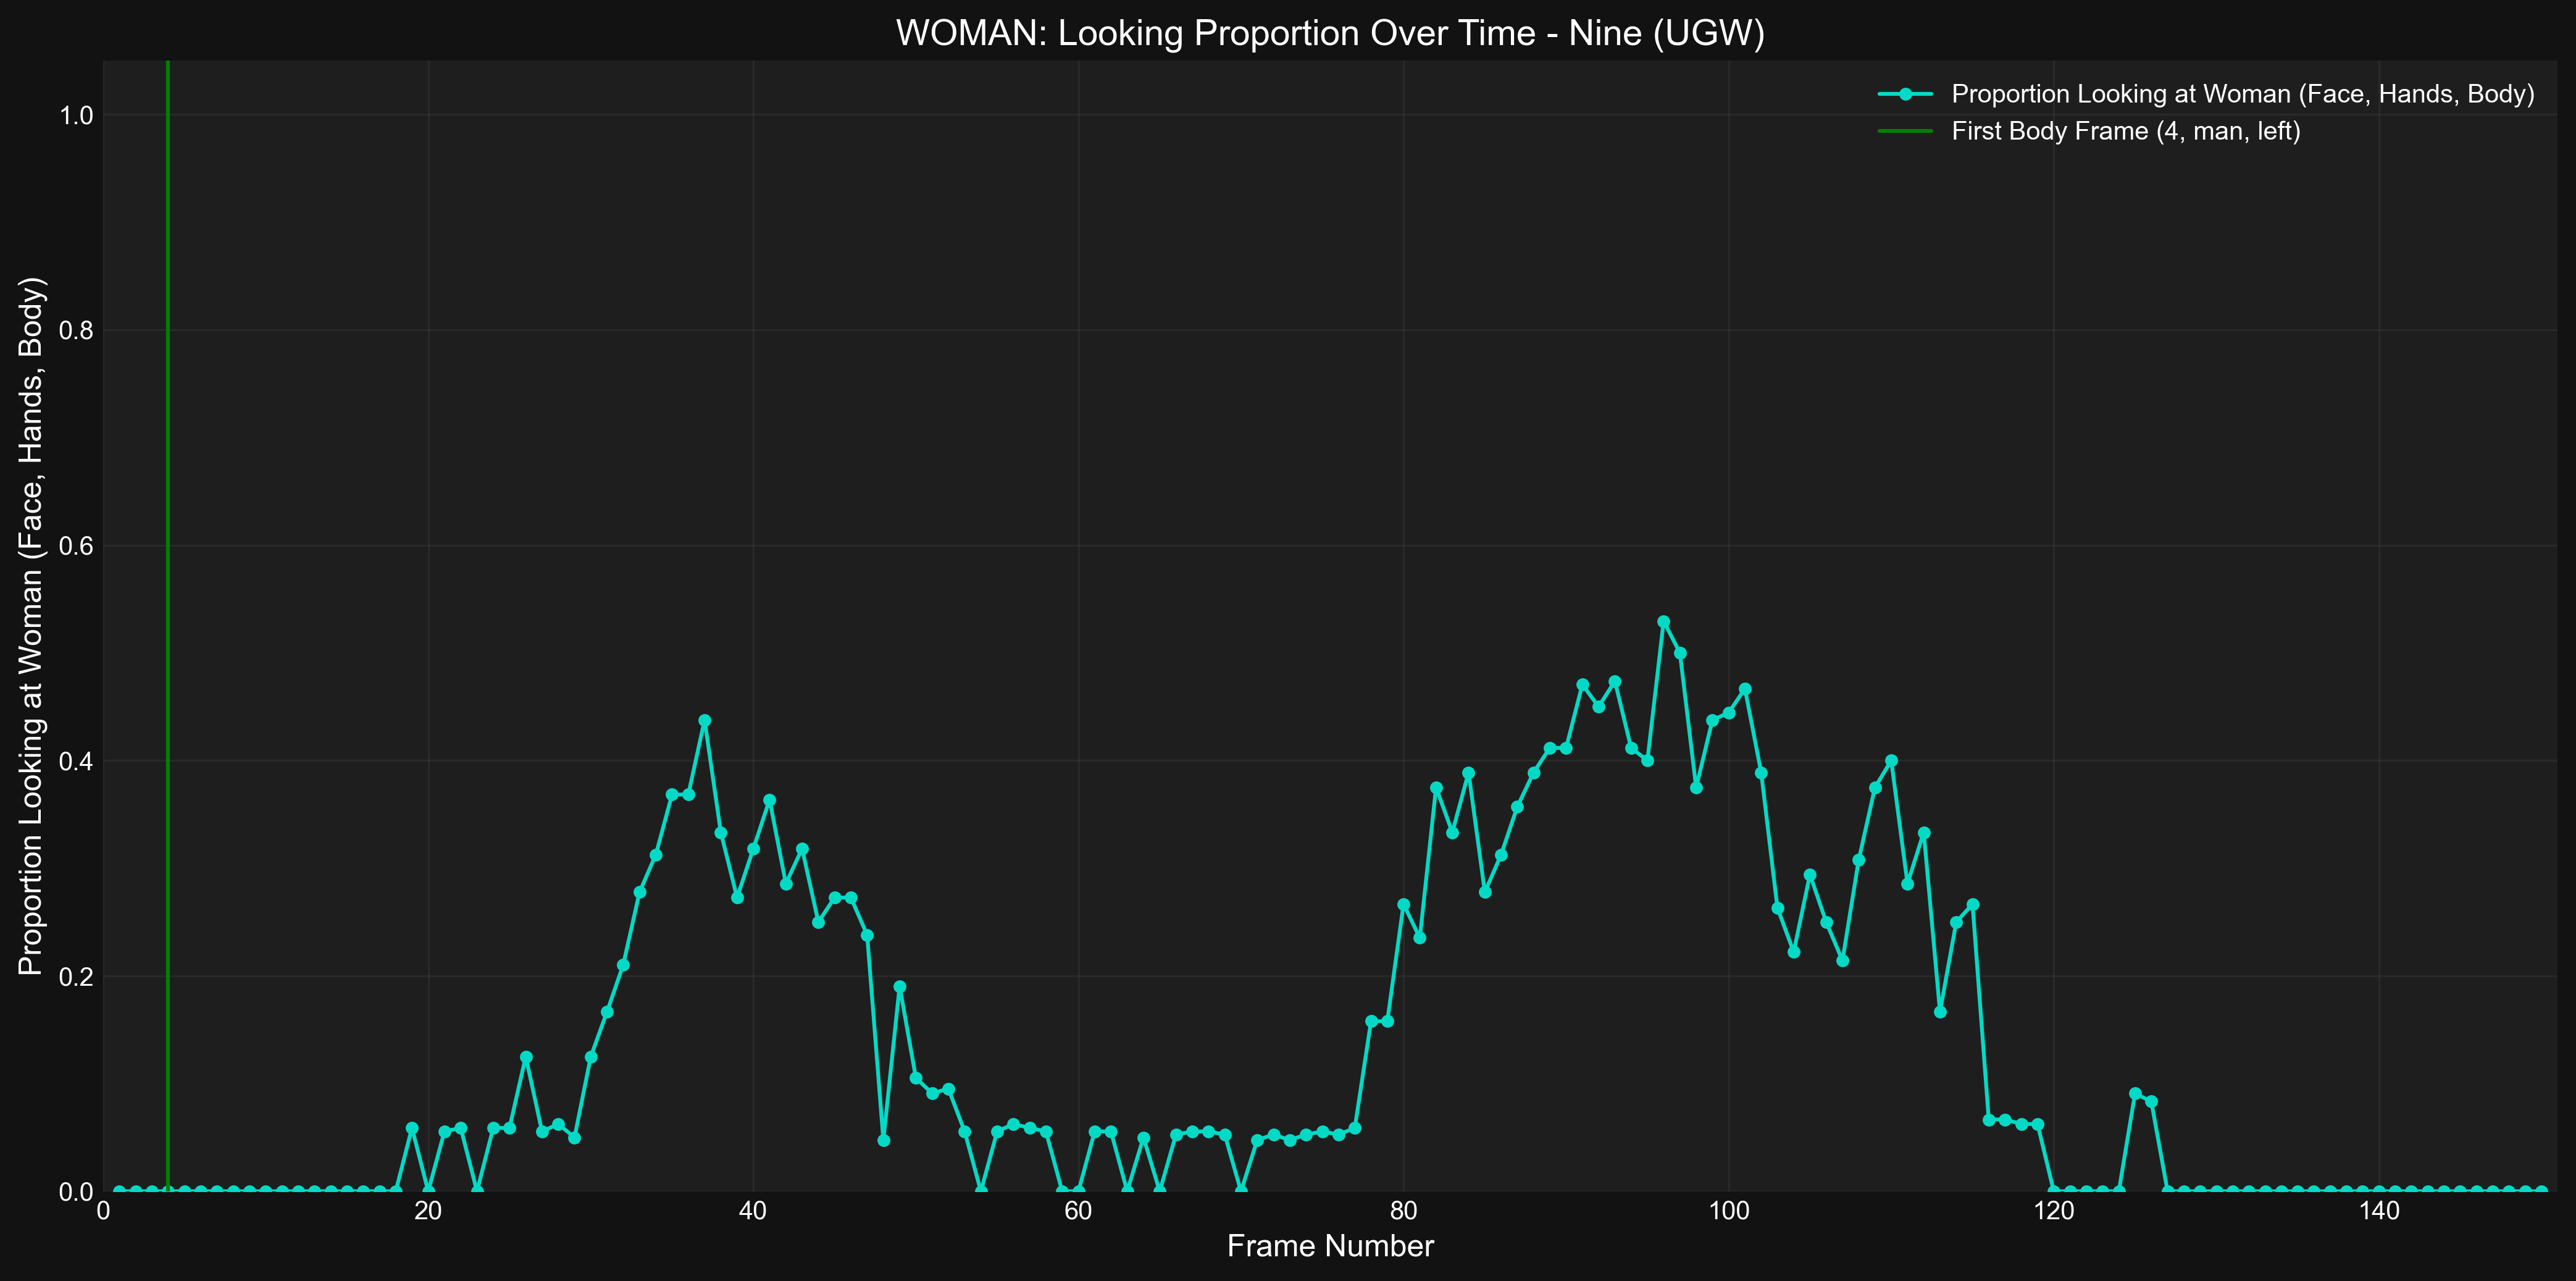 WOMAN: Looking Proportion Over Time - Nine (UGW)
Proportion Looking at Woman (Face, Hands, Body)
First Body Frame (4, man, left)
Proportion Looking at Woman (Face, Hands, Body)
1.0
0.8
0.6
0.4
0.2
0.0
0 20 40 60 80 100 120 140
Frame Number